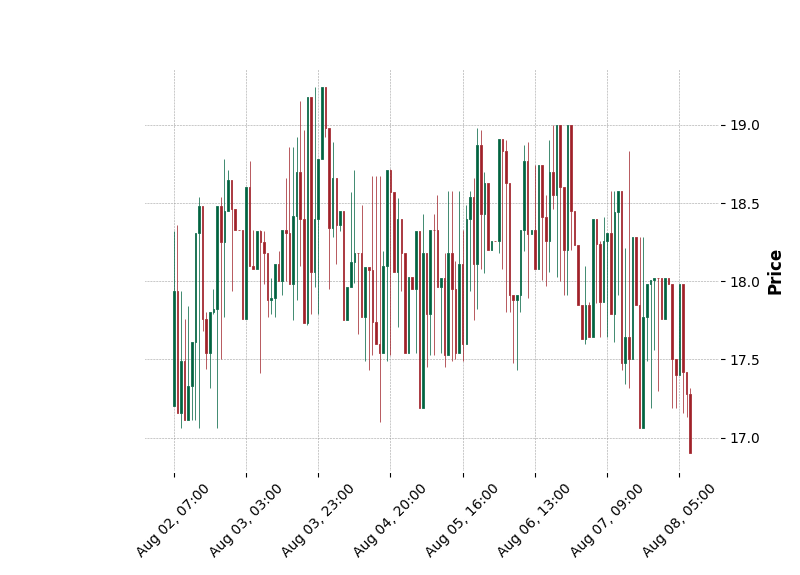 19.0
18.5
18.0
17.5
17.0
Price
Aug 02, 07:00
Aug 03, 03:00
Aug 03, 23:00
Aug 04, 20:00
Aug 05, 16:00
Aug 06, 13:00
Aug 07, 09:00
Aug 08, 05:00